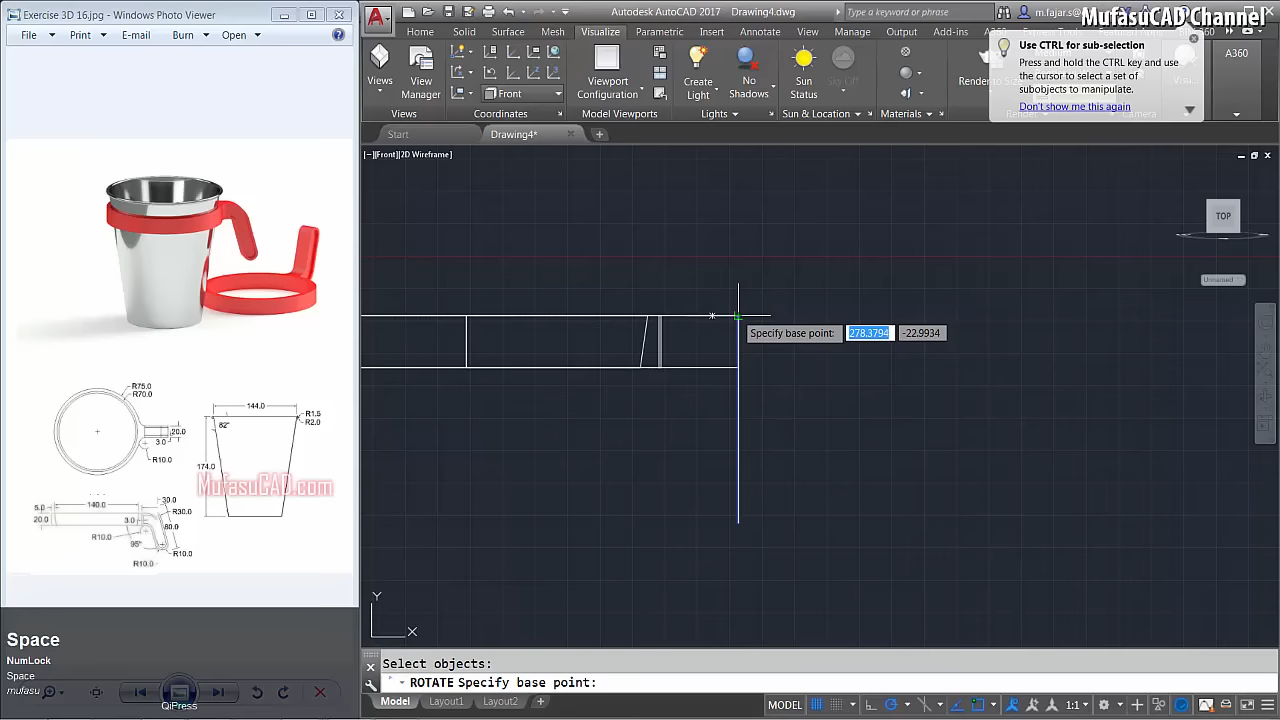 Exercise 3D 16.jpg - Windows Photo Viewer
File Print E-mail Burn Open
R75.0
R70.0
20.0
3.0
R10.0
144.0
R1.5
R2.0
82°
174.0
MufasuCAD.com
5.0
140.0
30.0
R30.0
20.0
3.0
80.0
R10.0
95°
R10.0
R10.0
Space
NumLock
Space
mufasu
QiPress
Autodesk AutoCAD 2017 Drawing4.dwg
Type a keyword or phrase
m.fajar.s@
MufasuCAD Channel
Home Solid Surface Mesh Visualize Parametric Insert Annotate View Manage Output Add-ins
A360
Views
View
Manager
Front
Viewport
Configuration
Create
Light
No
Shadows
Sun
Status
Sky Off
Render to Size
A360
Views Coordinates Model Viewports Lights Sun & Location Materials
Use CTRL for sub-selection
Press and hold the CTRL key and use
the cursor to select a set of
subobjects to manipulate.
Don't show me this again
Start Drawing4*
[−][Front][2D Wireframe]
TOP
Unnamed
Specify base point: 278.3794 -22.9934
Y
X
Select objects:
ROTATE Specify base point:
Model Layout1 Layout2
MODEL 1:1